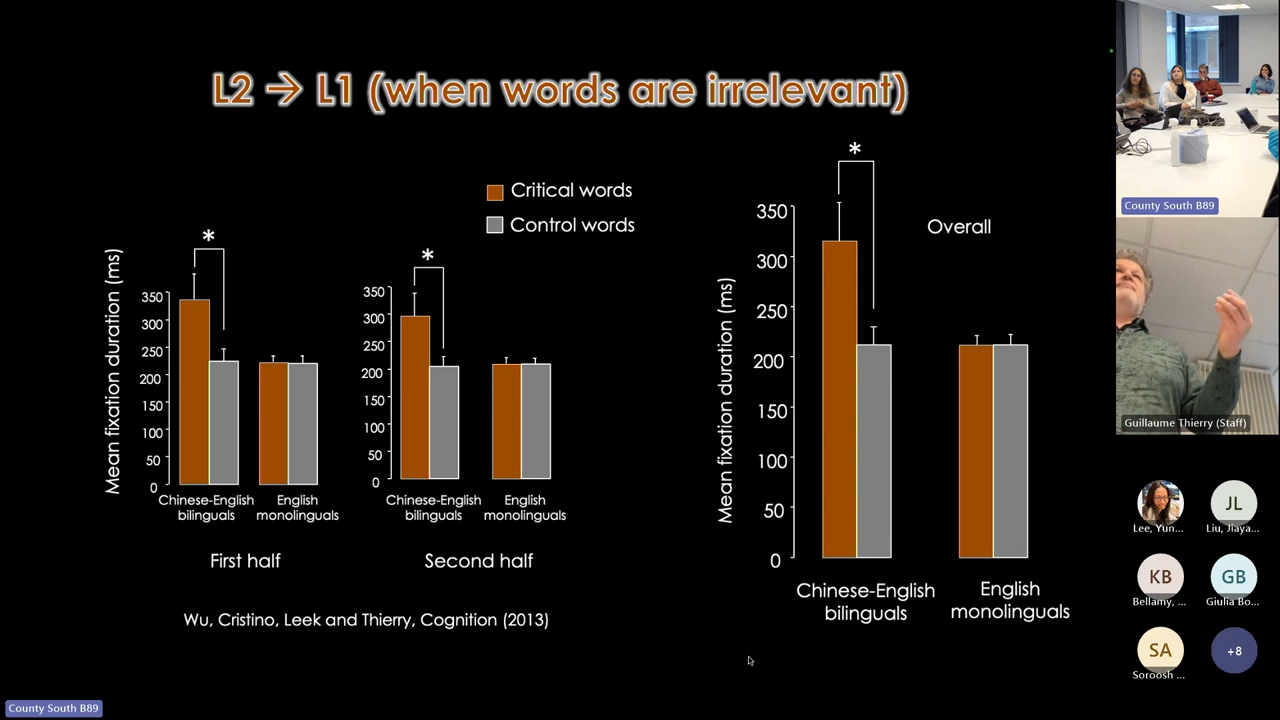 L2 → L1 (when words are irrelevant)
Critical words
Control words
*
Mean fixation duration (ms)
350
300
250
200
150
100
50
0
Chinese-English
bilinguals
English
monolinguals
First half
*
350
300
250
200
150
100
50
0
Chinese-English
bilinguals
English
monolinguals
Second half
*
Overall
Mean fixation duration (ms)
350
300
250
200
150
100
50
0
Chinese-English
bilinguals
English
monolinguals
Wu, Cristino, Leek and Thierry, Cognition (2013)
County South B89
County South B89
Guillaume Thierry (Staff)
Lee, Yun...
JL
Liu, Jiaya...
KB
Bellamy, ...
GB
Giulia Bo...
SA
Soroosh ...
+8